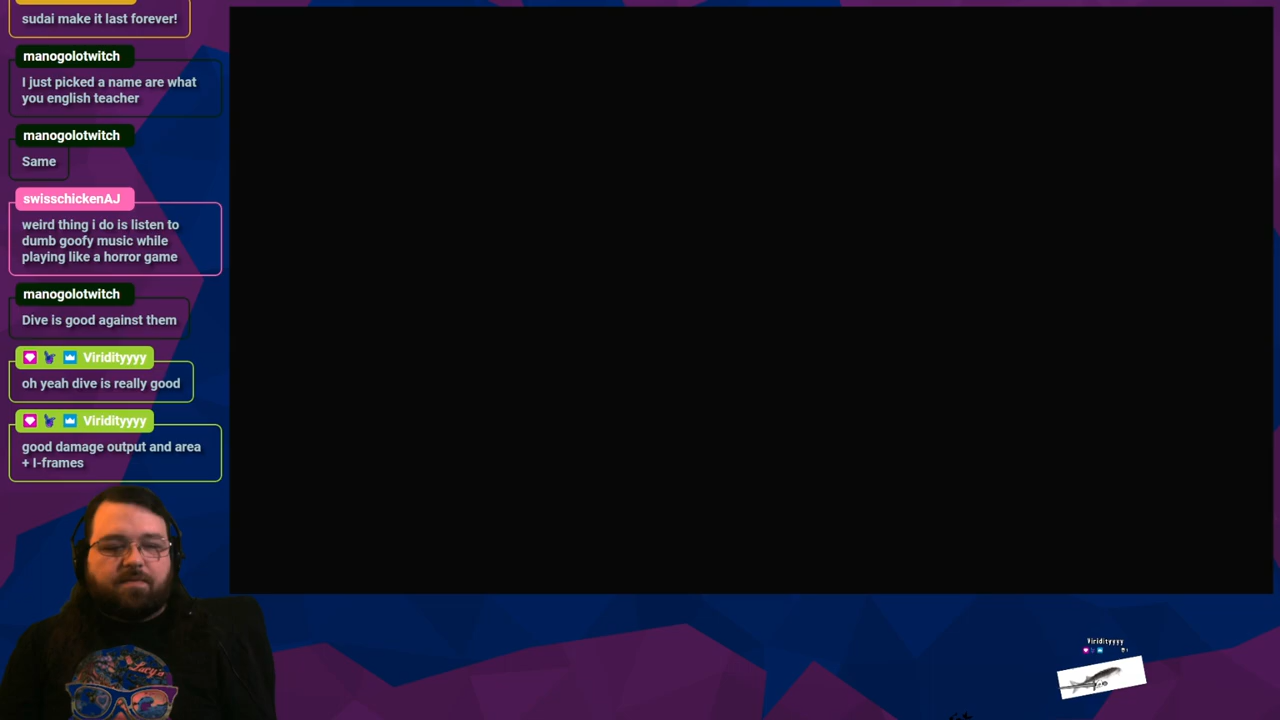 sudai make it last forever!
manogolotwitch
I just picked a name are what
you english teacher
manogolotwitch
Same
swisschickenAJ
weird thing i do is listen to
dumb goofy music while
playing like a horror game
manogolotwitch
Dive is good against them
Viridityyyy
oh yeah dive is really good
Viridityyyy
good damage output and area
+ I-frames
Viridityyyy